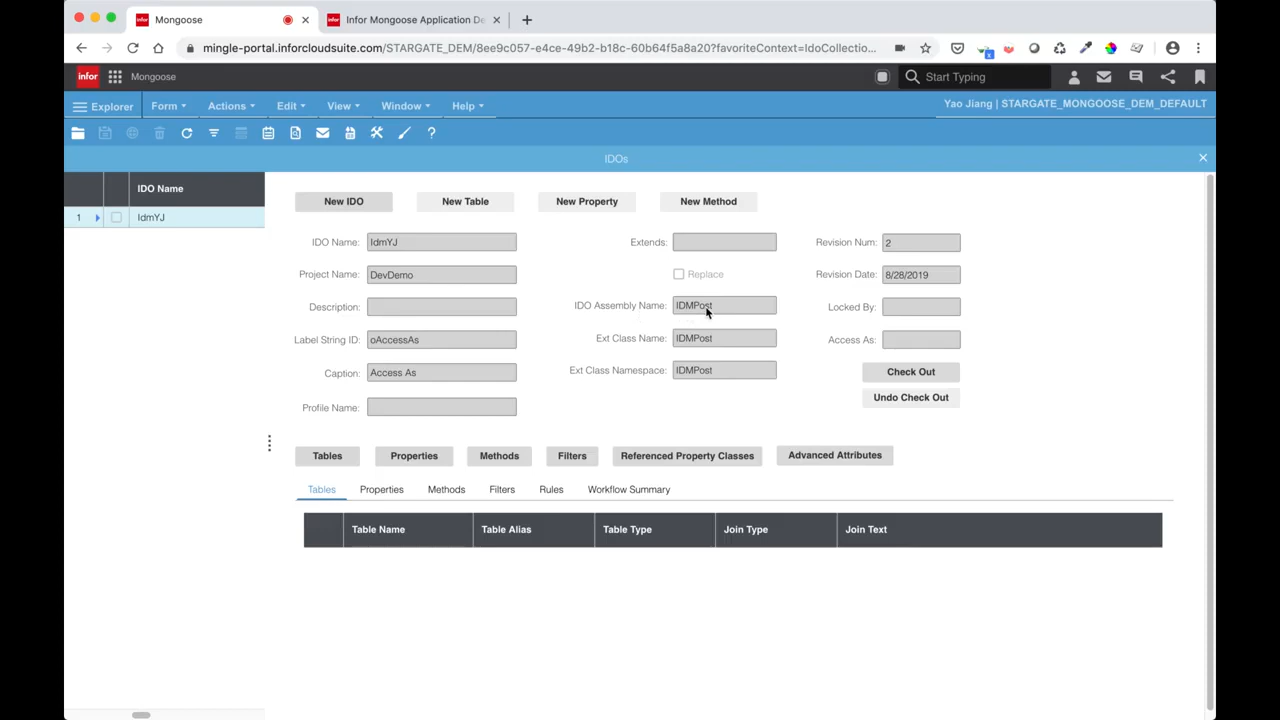 Mongoose
Infor Mongoose Application De
mingle-portal.inforcloudsuite.com/STARGATE_DEM/8ee9c057-e4ce-49b2-b18c-60b64f5a8a20?favoriteContext=IdoCollectio...
infor
Mongoose
Start Typing
Explorer Form Actions Edit View Window Help
Yao Jiang | STARGATE_MONGOOSE_DEM_DEFAULT
IDOs
IDO Name
1 IdmYJ
New IDO New Table New Property New Method
IDO Name: IdmYJ Extends: Revision Num: 2
Project Name: DevDemo Replace Revision Date: 8/28/2019
Description: IDO Assembly Name: IDMPost Locked By:
Label String ID: oAccessAs Ext Class Name: IDMPost Access As:
Caption: Access As Ext Class Namespace: IDMPost Check Out
Undo Check Out
Profile Name:
Tables Properties Methods Filters Referenced Property Classes Advanced Attributes
Tables Properties Methods Filters Rules Workflow Summary
Table Name Table Alias Table Type Join Type Join Text